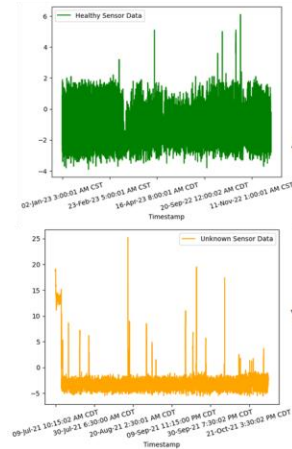 Healthy Sensor Data
6
4
2
0
−2
−4
02-Jan-23 3:00:01 AM CST
23-Feb-23 5:00:01 AM CST
16-Apr-23 8:00:01 AM CDT
20-Sep-22 12:00:02 AM CDT
11-Nov-22 1:00:01 AM CDT
Timestamp
Unknown Sensor Data
25
20
15
10
5
0
−5
09-Jul-21 10:15:02 AM CDT
30-Jul-21 6:30:00 AM CDT
20-Aug-21 2:30:01 AM CDT
09-Sep-21 11:15:00 PM CDT
30-Sep-21 7:30:02 PM CDT
21-Oct-21 3:30:02 PM CDT
Timestamp